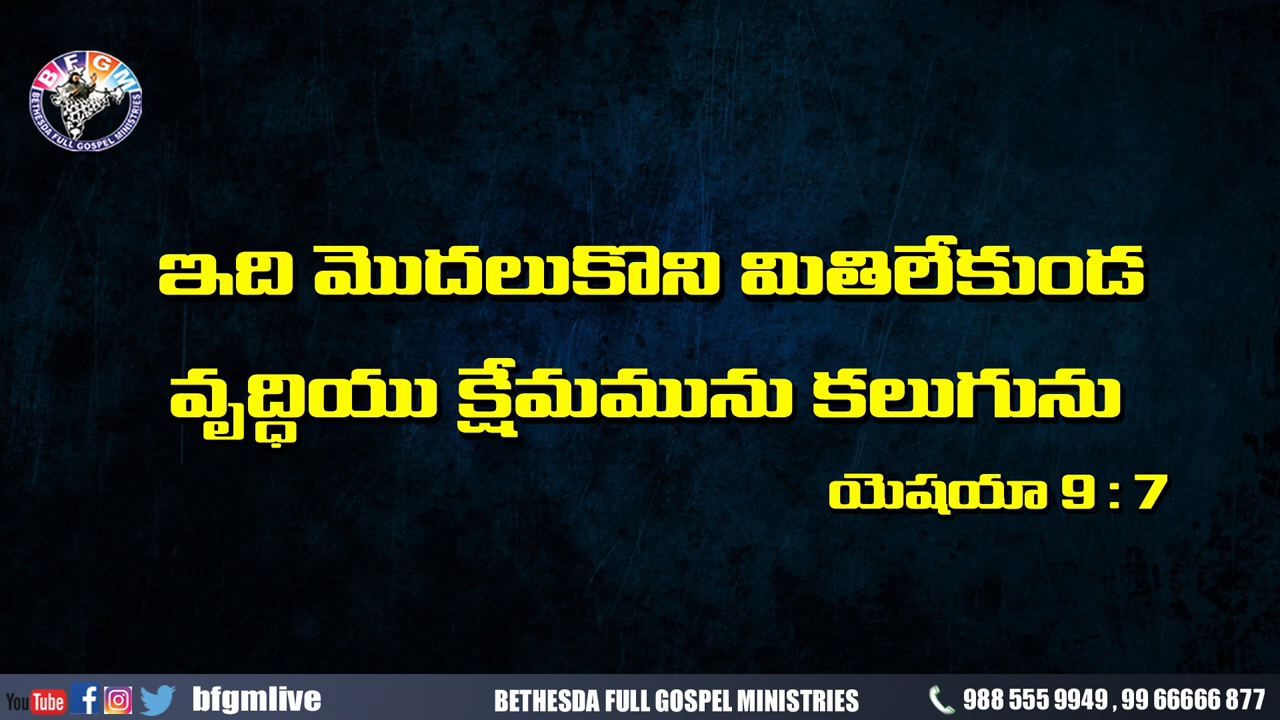 BFGM
BETHESDA FULL GOSPEL MINISTRIES
ఇది మొదలుకొని మితిలేకుండ
వృద్ధియు క్షేమమును కలుగును
యెషయా 9 : 7
YouTube bfgmlive BETHESDA FULL GOSPEL MINISTRIES 988 555 9949 , 99 66666 877